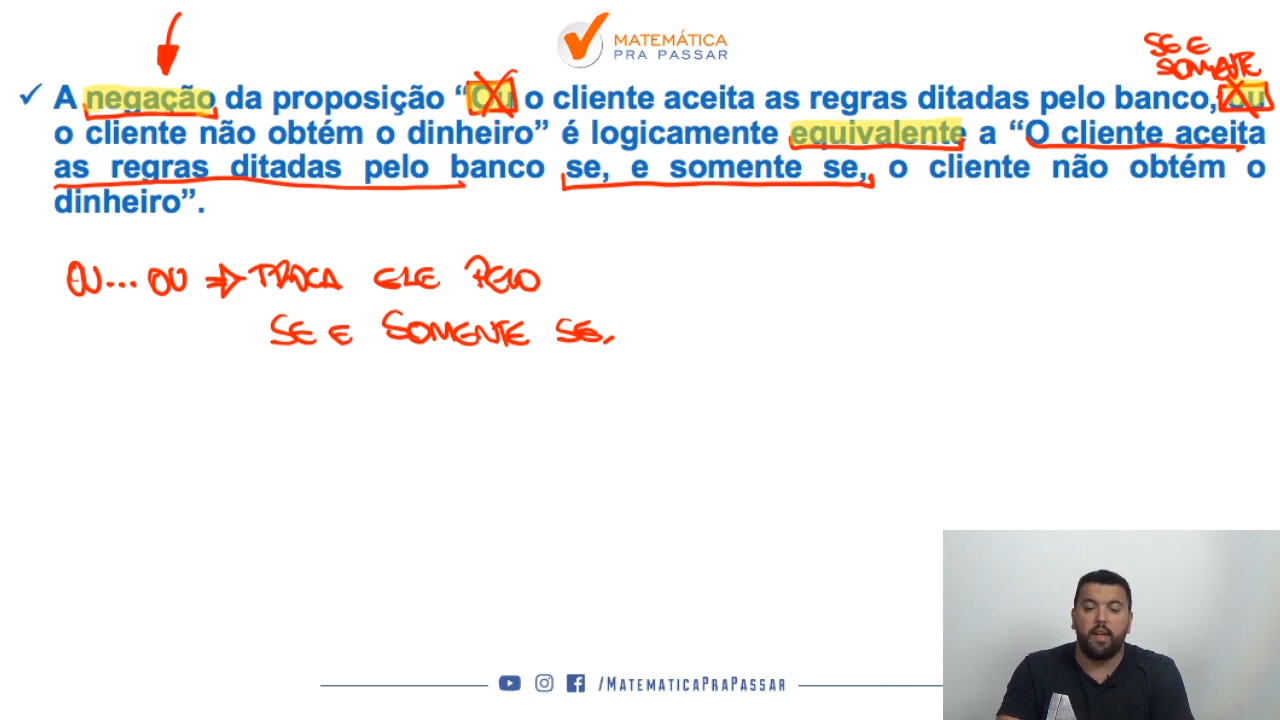 MATEMÁTICA
PRA PASSAR
SE E
SOMENTE
✓ A negação da proposição “Ou o cliente aceita as regras ditadas pelo banco, ou
o cliente não obtém o dinheiro” é logicamente equivalente a “O cliente aceita
as regras ditadas pelo banco se, e somente se, o cliente não obtém o
dinheiro”.
OU... OU ⇒ TROCA ELE PELO
SE E SOMENTE SE.
/MATEMATICAPRAPASSAR